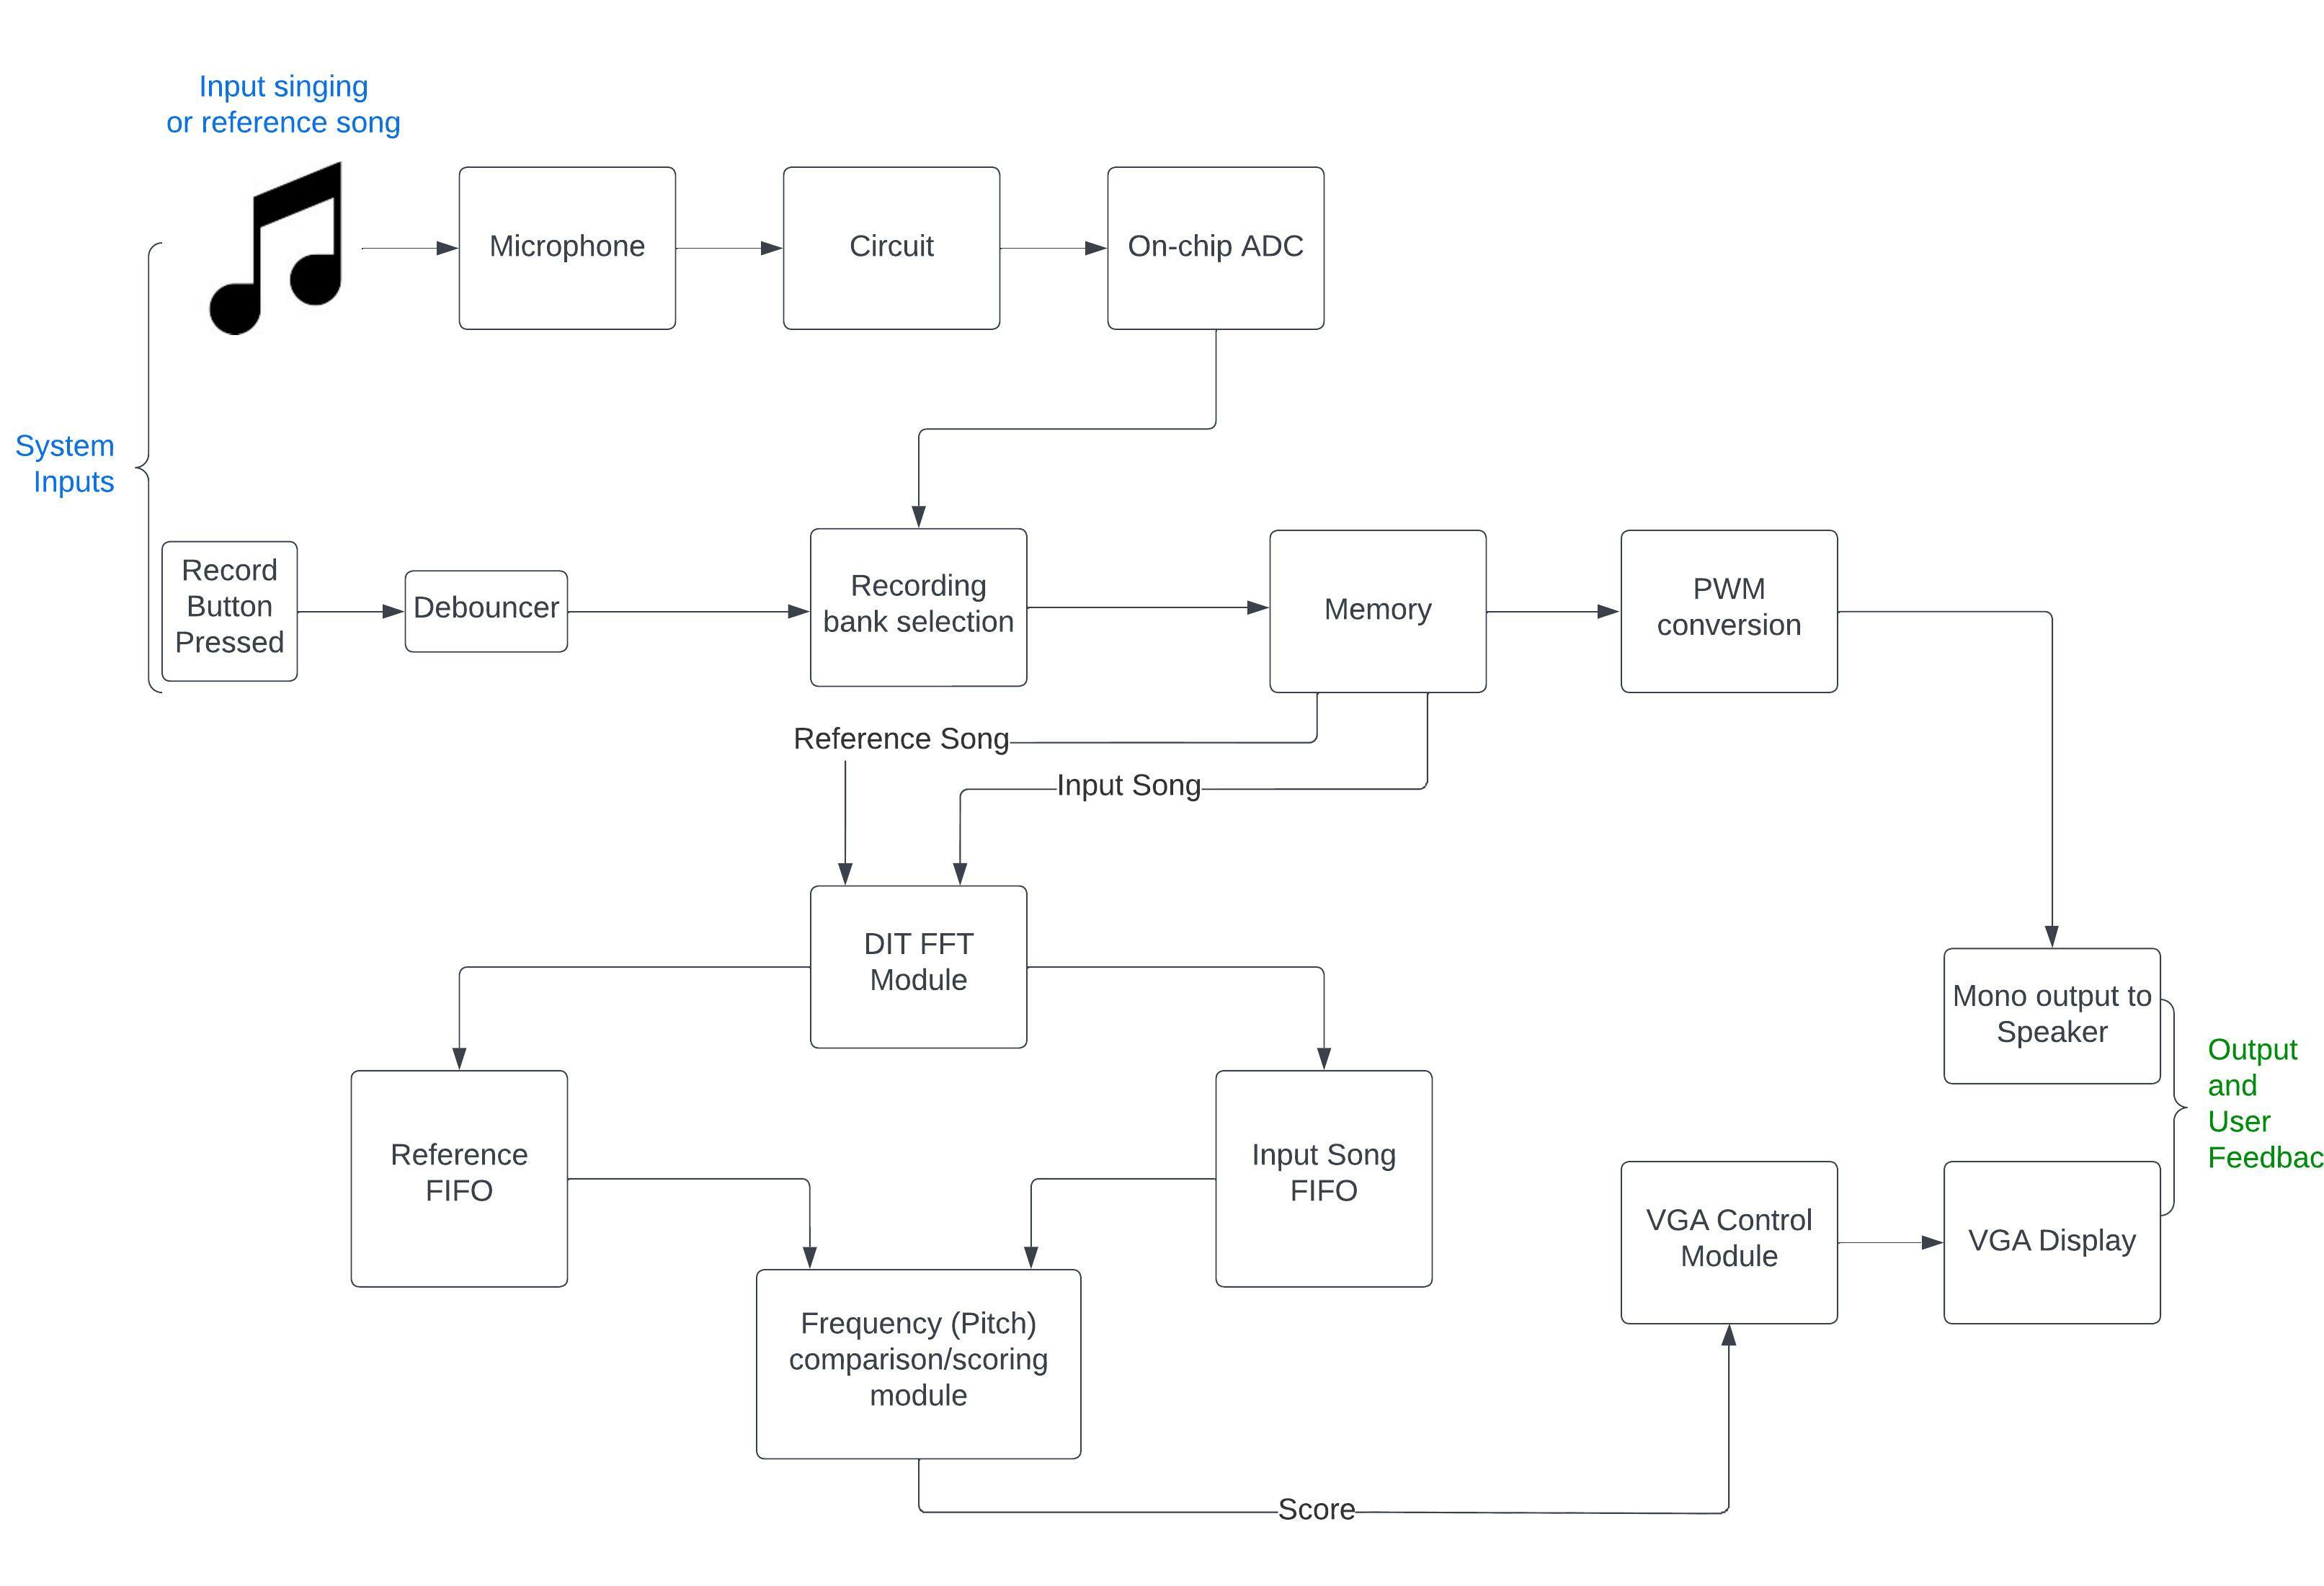 Input singing
or reference song
Microphone
Circuit
On-chip ADC
System
Inputs
Record
Button
Pressed
Debouncer
Recording
bank selection
Memory
PWM
conversion
Reference Song
Input Song
DIT FFT
Module
Mono output to
Speaker
Output
and
User
Feedbac
Reference
FIFO
Input Song
FIFO
VGA Control
Module
VGA Display
Frequency (Pitch)
comparison/scoring
module
Score